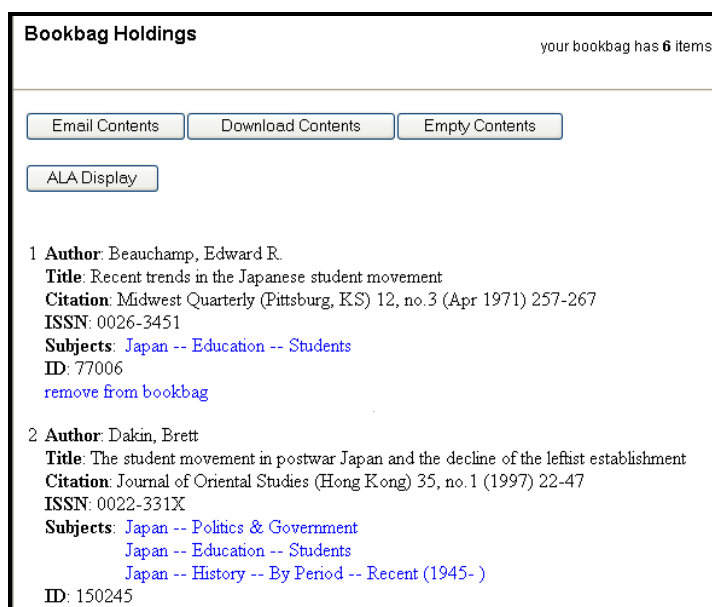 Bookbag Holdings
your bookbag has 6 items
Email Contents Download Contents Empty Contents
ALA Display
1 Author: Beauchamp, Edward R.
Title: Recent trends in the Japanese student movement
Citation: Midwest Quarterly (Pittsburg, KS) 12, no.3 (Apr 1971) 257-267
ISSN: 0026-3451
Subjects: Japan -- Education -- Students
ID: 77006
remove from bookbag
2 Author: Dakin, Brett
Title: The student movement in postwar Japan and the decline of the leftist establishment
Citation: Journal of Oriental Studies (Hong Kong) 35, no.1 (1997) 22-47
ISSN: 0022-331X
Subjects: Japan -- Politics & Government
Japan -- Education -- Students
Japan -- History -- By Period -- Recent (1945- )
ID: 150245